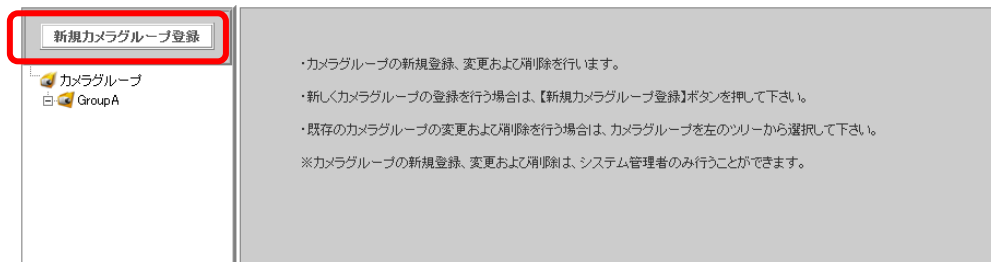 新規カメラグループ登録
カメラグループ
GroupA
・カメラグループの新規登録、変更および削除を行います。
・新しくカメラグループの登録を行う場合は、【新規カメラグループ登録】ボタンを押して下さい。
・既存のカメラグループの変更および削除を行う場合は、カメラグループを左のツリーから選択して下さい。
※カメラグループの新規登録、変更および削除は、システム管理者のみ行うことができます。